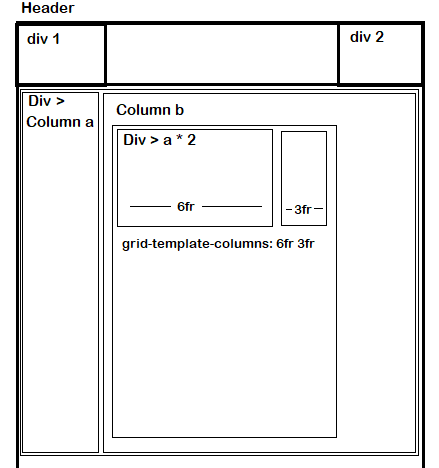 Header
div 1
div 2
Div >
Column a
Column b
Div > a * 2
6fr
3fr
grid-template-columns: 6fr 3fr